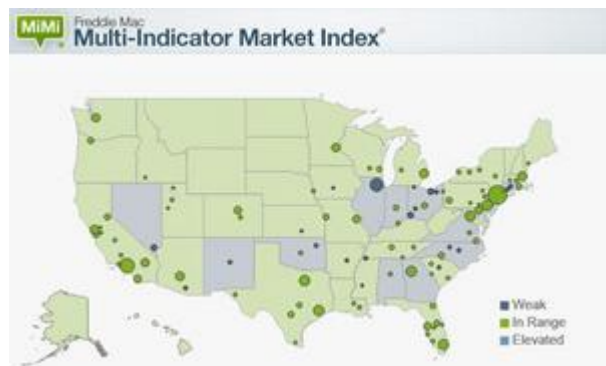 MiMi
Freddie Mac
Multi-Indicator Market Index®
Weak
In Range
Elevated